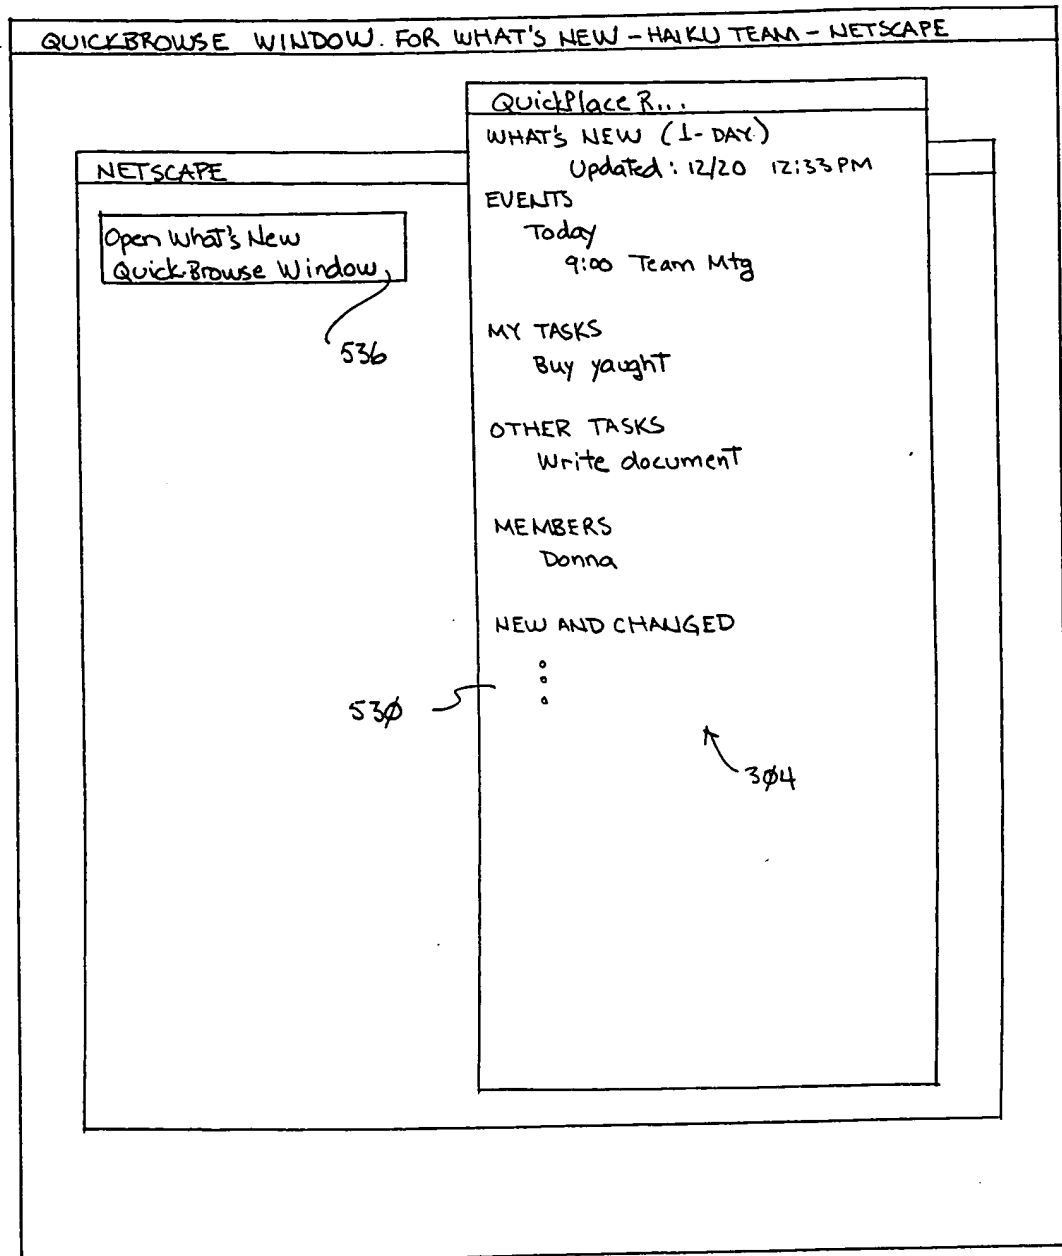 QUICKBROWSE WINDOW. FOR WHAT'S NEW - HAIKU TEAM - NETSCAPE
QuickPlace R...
WHAT'S NEW (1-DAY)
Updated: 12/20 12:33 PM
NETSCAPE
EVENTS
Today
9:00 Team Mtg
Open What's New
QuickBrowse Window
536
MY TASKS
Buy yaught
OTHER TASKS
Write document
MEMBERS
Donna
NEW AND CHANGED
530
304